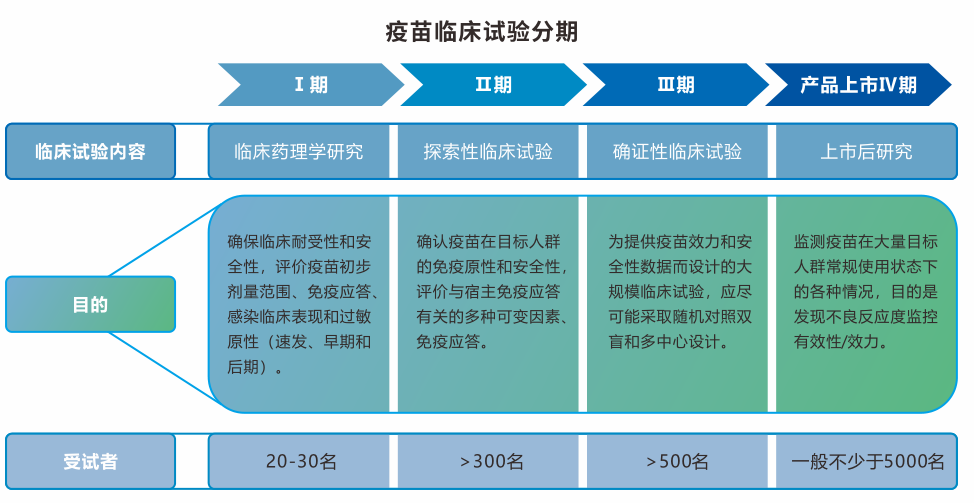 疫苗临床试验分期
Ⅰ 期
Ⅱ期
Ⅲ期
产品上市Ⅳ期
临床试验内容
临床药理学研究
探索性临床试验
确证性临床试验
上市后研究
目的
确保临床耐受性和安
全性，评价疫苗初步
剂量范围、免疫应答、
感染临床表现和过敏
原性（速发、早期和
后期）。
确认疫苗在目标人群
的免疫原性和安全性，
评价与宿主免疫应答
有关的多种可变因素、
免疫应答。
为提供疫苗效力和安
全性数据而设计的大
规模临床试验，应尽
可能采取随机对照双
盲和多中心设计。
监测疫苗在大量目标
人群常规使用状态下
的各种情况，目的是
发现不良反应度监控
有效性/效力。
受试者
20-30名
>300名
>500名
一般不少于5000名